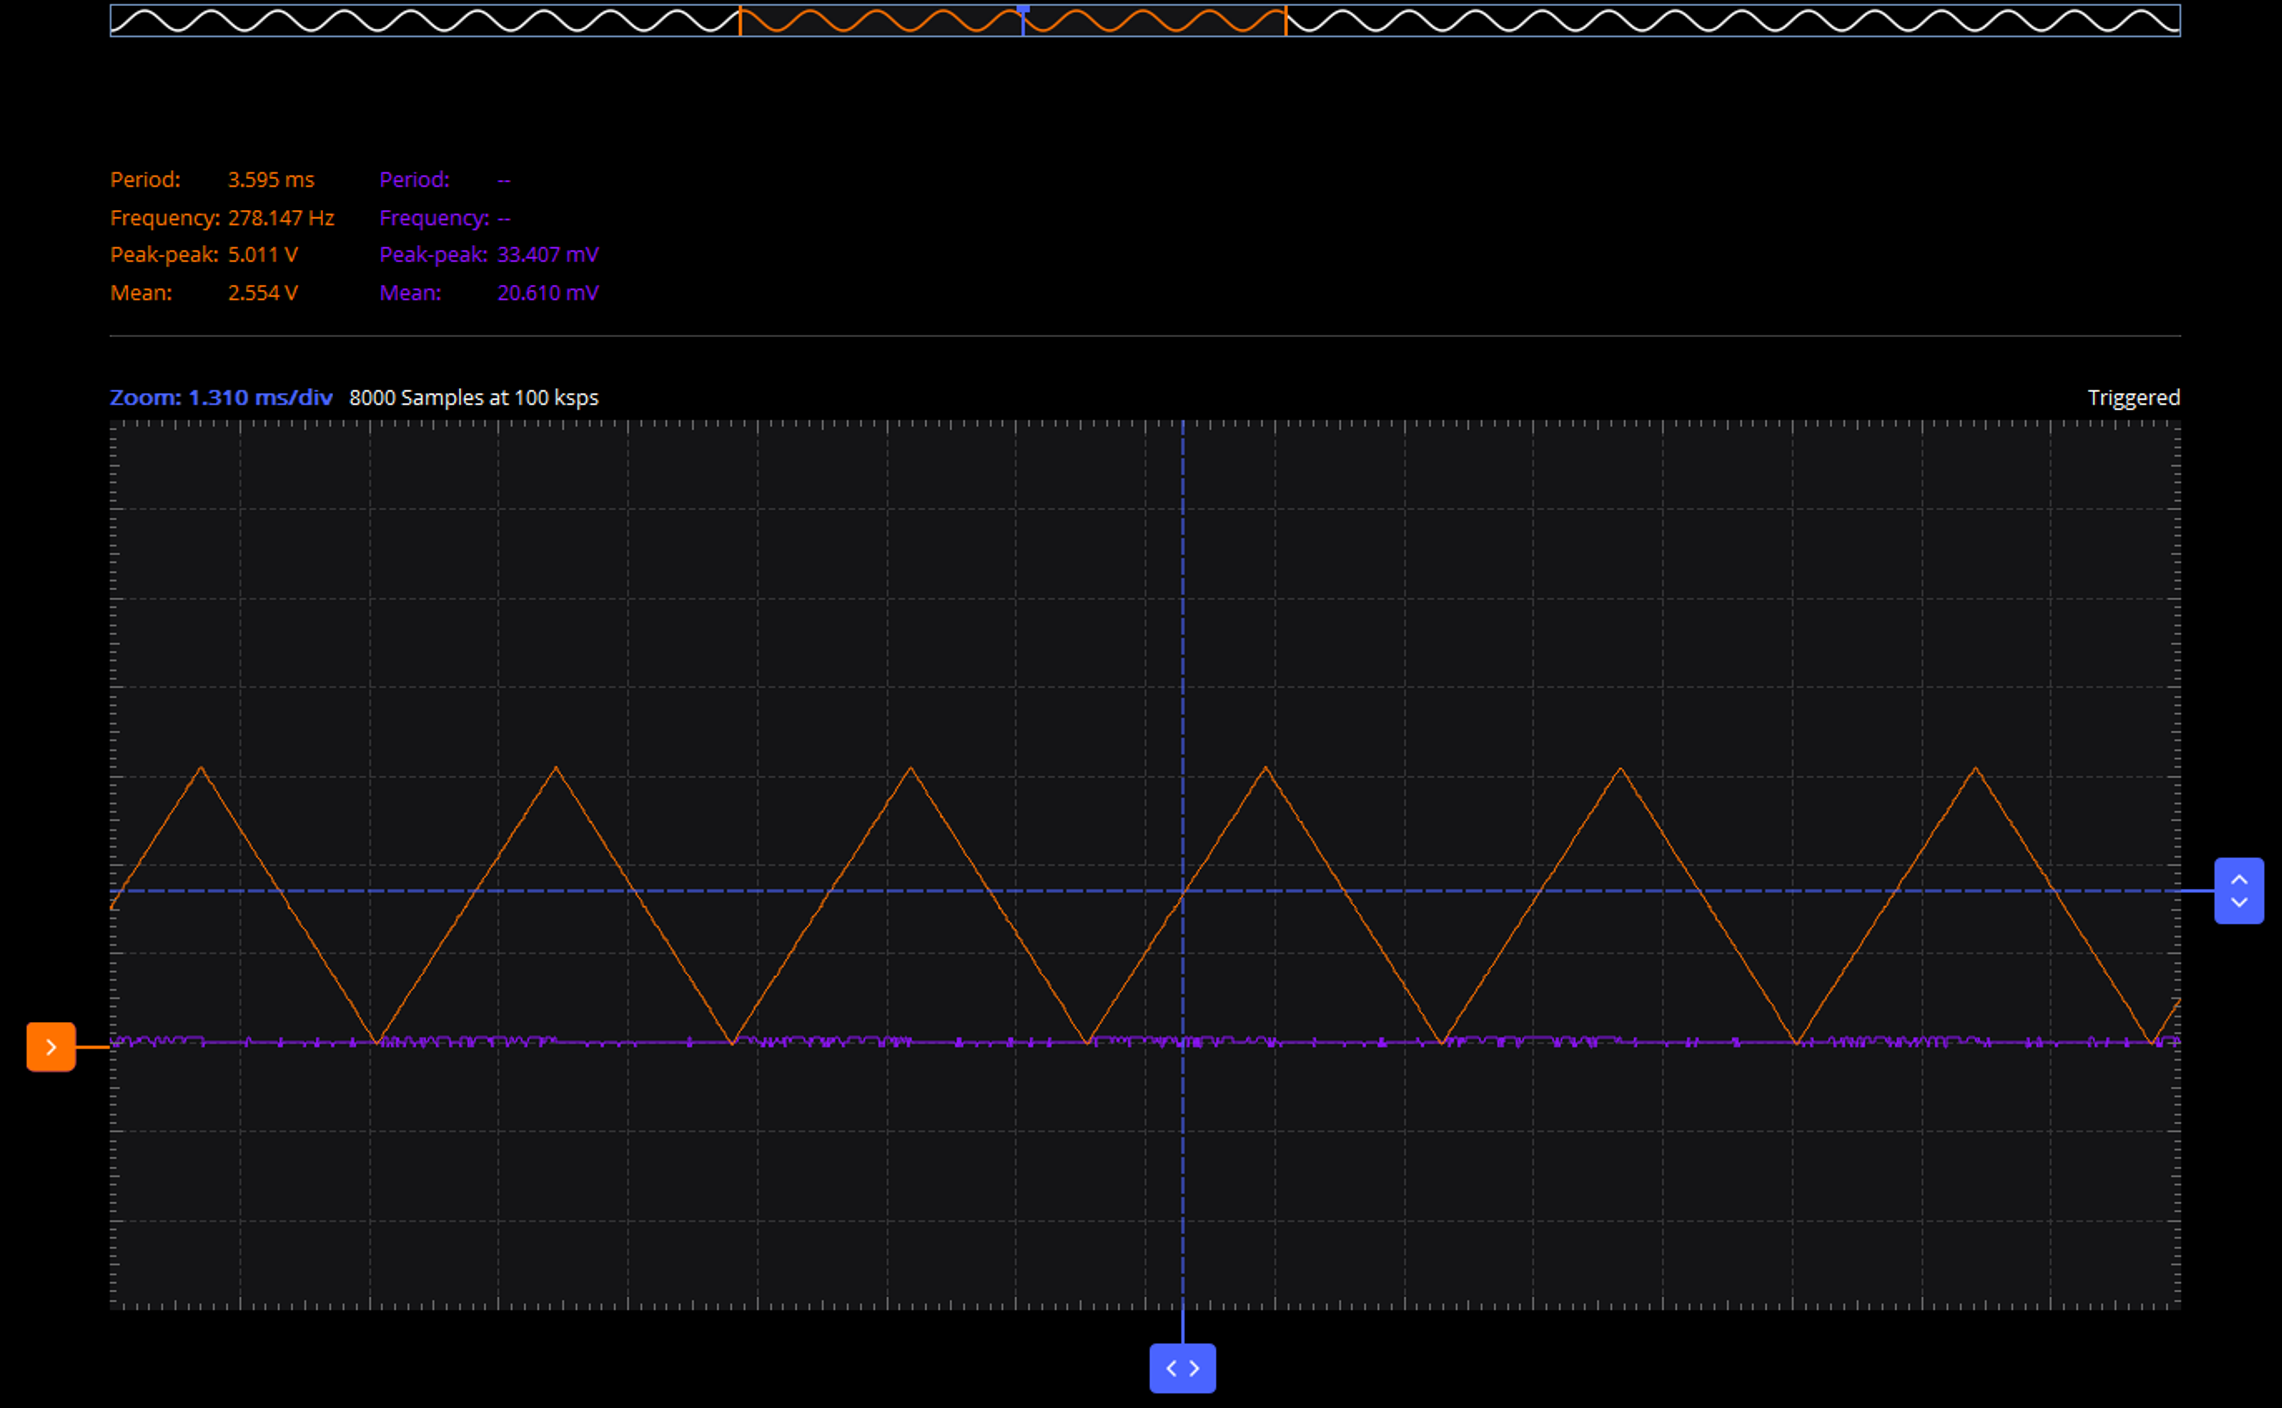 Period: 3.595 ms Period: --
Frequency: 278.147 Hz Frequency: --
Peak-peak: 5.011 V Peak-peak: 33.407 mV
Mean: 2.554 V Mean: 20.610 mV
Zoom: 1.310 ms/div 8000 Samples at 100 ksps Triggered